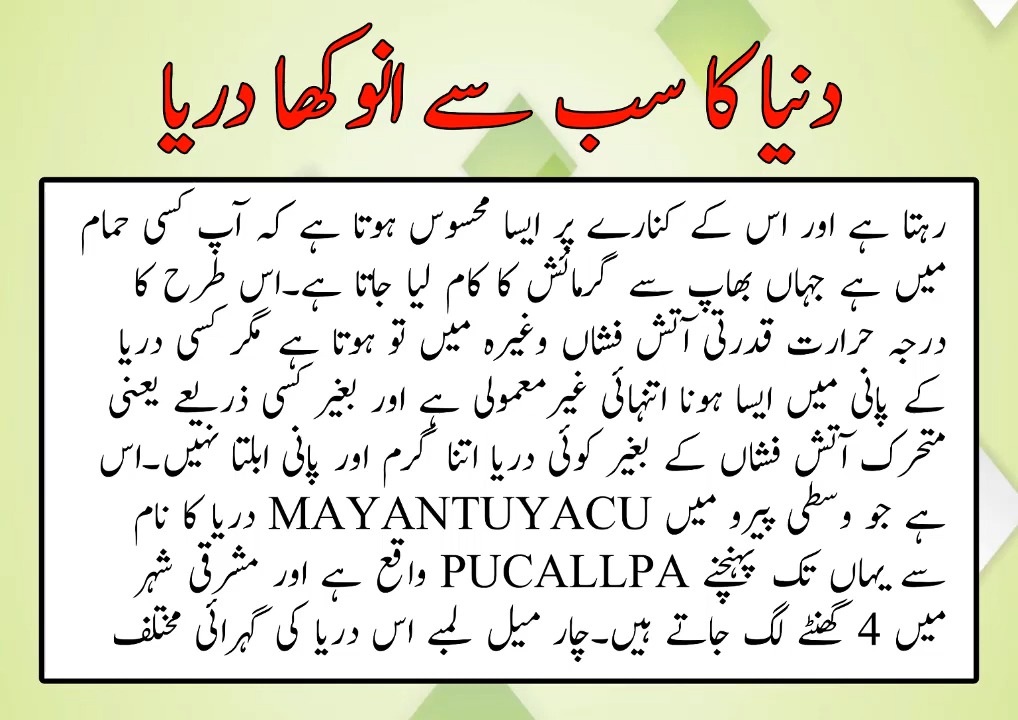 دنیا کا سب سے انوکھا دریا
رہتا ہے اور اس کے کنارے پر ایسا محسوس ہوتا ہے کہ آپ کسی حمام
میں ہے جہاں بھاپ سے گرمائش کا کام لیا جاتا ہے۔اس طرح کا
درجہ حرارت قدرتی آتش فشاں وغیرہ میں تو ہوتا ہے مگر کسی دریا
کے پانی میں ایسا ہونا انتہائی غیر معمولی ہے اور بغیر کسی ذریعے یعنی
متحرک آتش فشاں کے بغیر کوئی دریا اتنا گرم اور پانی ابلتا نہیں۔اس
ہے جو وسطی پیرو میں MAYANTUYACU دریا کا نام
سے یہاں تک پہنچنے PUCALLPA واقع ہے اور مشرقی شہر
میں 4 گھنٹے لگ جاتے ہیں۔چار میل لمبے اس دریا کی گہرائی مختلف